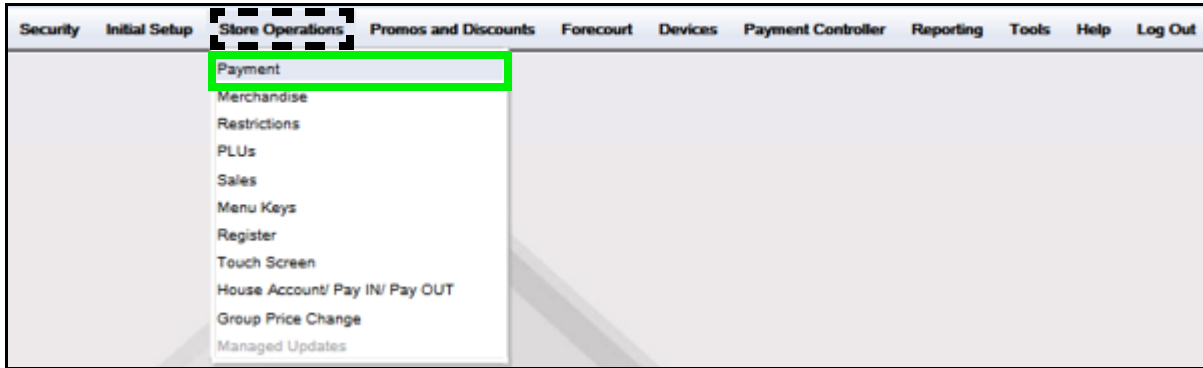 Security Initial Setup Store Operations Promos and Discounts Forecourt Devices Payment Controller Reporting Tools Help Log Out
Payment
Merchandise
Restrictions
PLUs
Sales
Menu Keys
Register
Touch Screen
House Account/ Pay IN/ Pay OUT
Group Price Change
Managed Updates